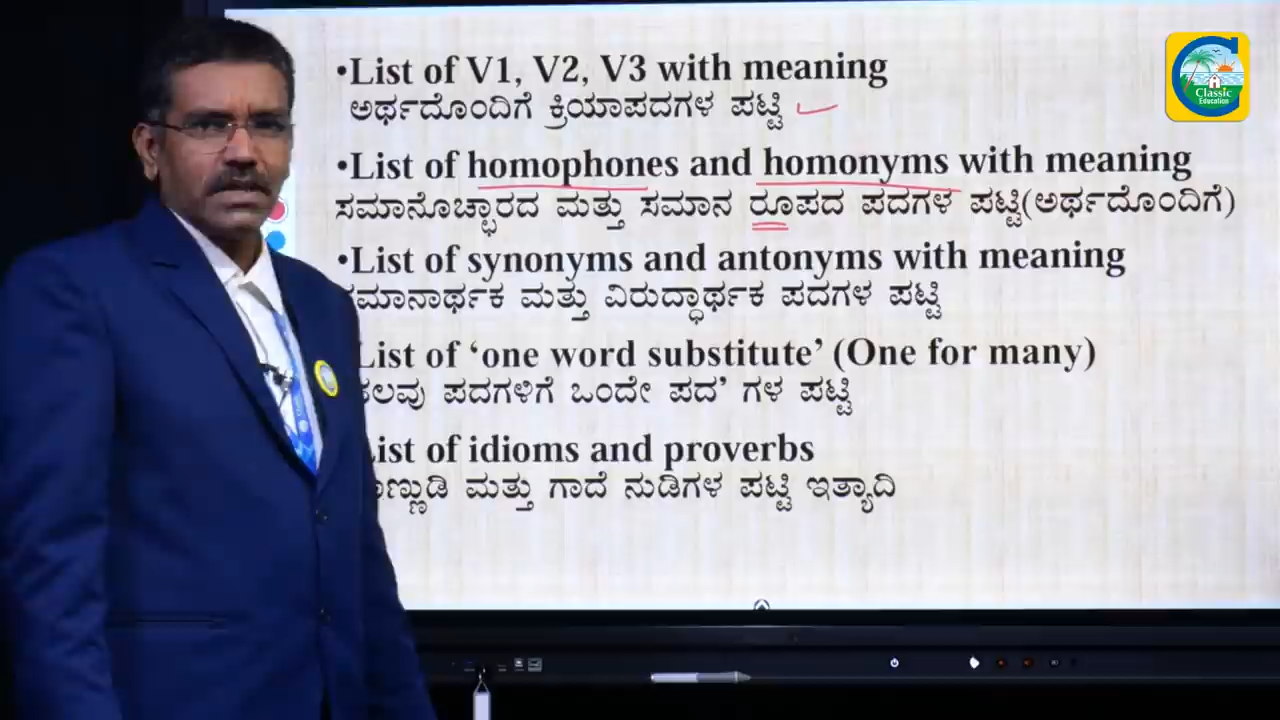 •List of V1, V2, V3 with meaning
ಅರ್ಥದೊಂದಿಗೆ ಕ್ರಿಯಾಪದಗಳ ಪಟ್ಟಿ
•List of homophones and homonyms with meaning
ಸಮಾನೊಚ್ಛಾರದ ಮತ್ತು ಸಮಾನ ರೂಪದ ಪದಗಳ ಪಟ್ಟಿ(ಅರ್ಥದೊಂದಿಗೆ)
•List of synonyms and antonyms with meaning
ಮಾನಾರ್ಥಕ ಮತ್ತು ವಿರುದ್ಧಾರ್ಥಕ ಪದಗಳ ಪಟ್ಟಿ
List of ‘one word substitute’ (One for many)
ಪದಗಳಿಗೆ ಒಂದೇ ಪದ’ ಗಳ ಪಟ್ಟಿ
List of idioms and proverbs
ಮತ್ತು ಗಾದೆ ನುಡಿಗಳ ಪಟ್ಟಿ ಇತ್ಯಾದಿ
Classic
Education